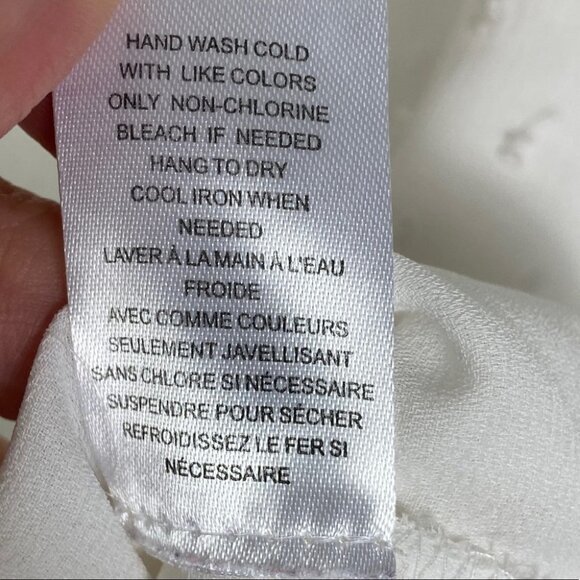 HAND WASH COLD
WITH LIKE COLORS
ONLY NON-CHLORINE
BLEACH IF NEEDED
HANG TO DRY
COOL IRON WHEN
NEEDED
LAVER À LA MAIN À L'EAU
FROIDE
AVEC COMME COULEURS
SEULEMENT JAVELLISANT
SANS CHLORE SI NÉCESSAIRE
SUSPENDRE POUR SÉCHER
REFROIDISSEZ LE FER SI
NÉCESSAIRE